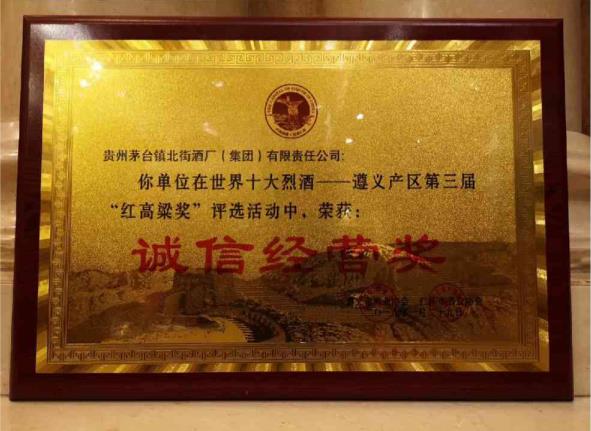 贵州茅台镇北街酒厂（集团）有限责任公司:
你单位在世界十大烈酒——遵义产区第三届
“红高粱奖”评选活动中、荣获:
诚信经营奖